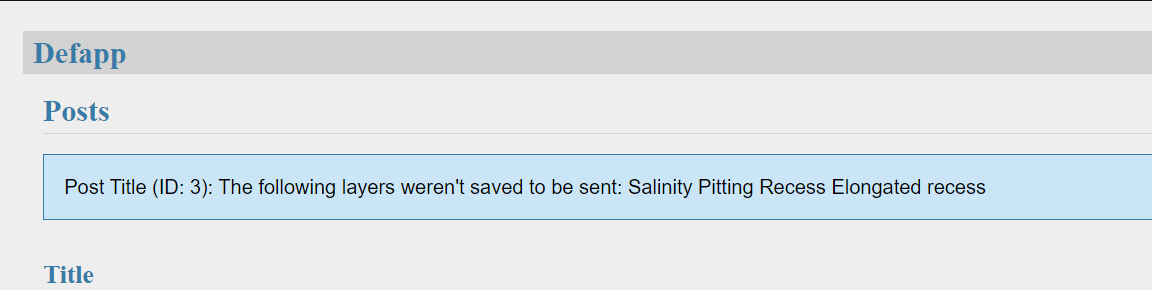 Defapp
Posts
Post Title (ID: 3): The following layers weren't saved to be sent: Salinity Pitting Recess Elongated recess
Title